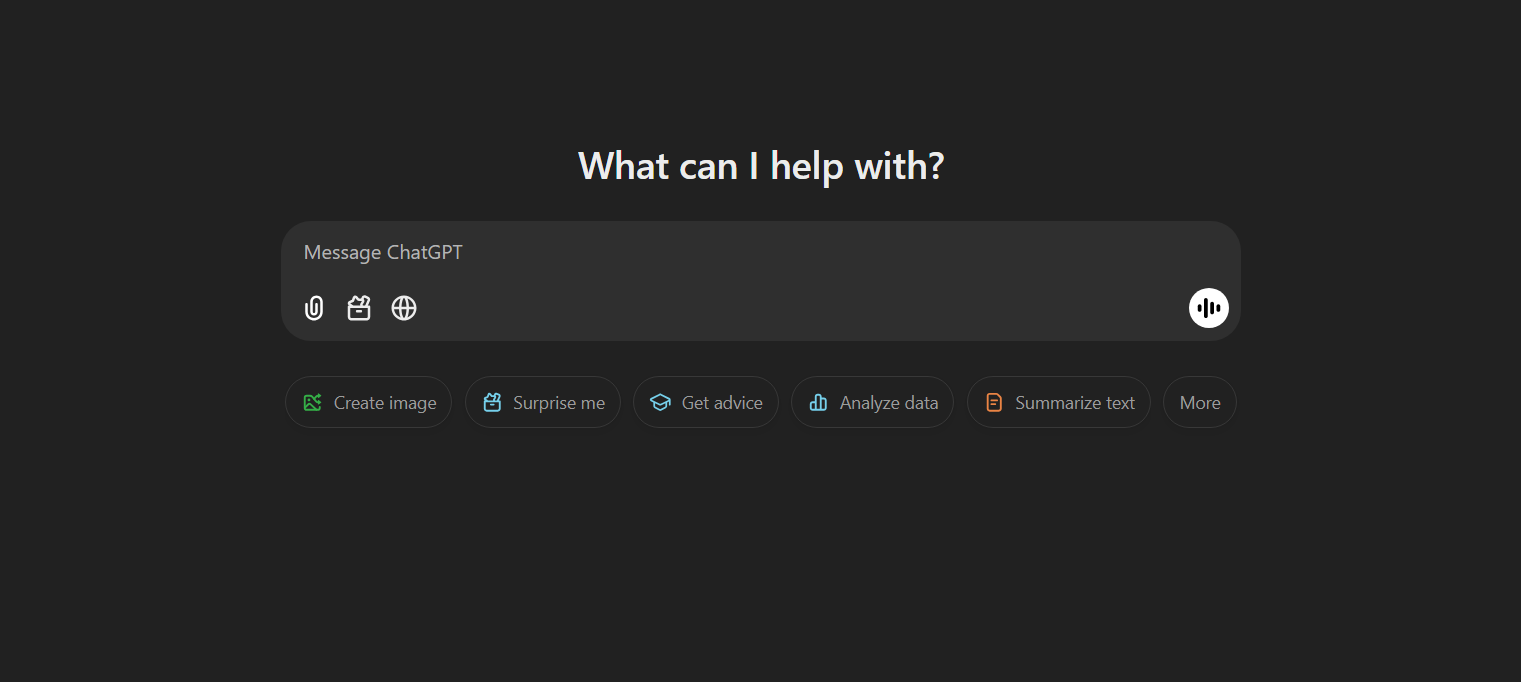 What can I help with?
Message ChatGPT
Create image
Surprise me
Get advice
Analyze data
Summarize text
More